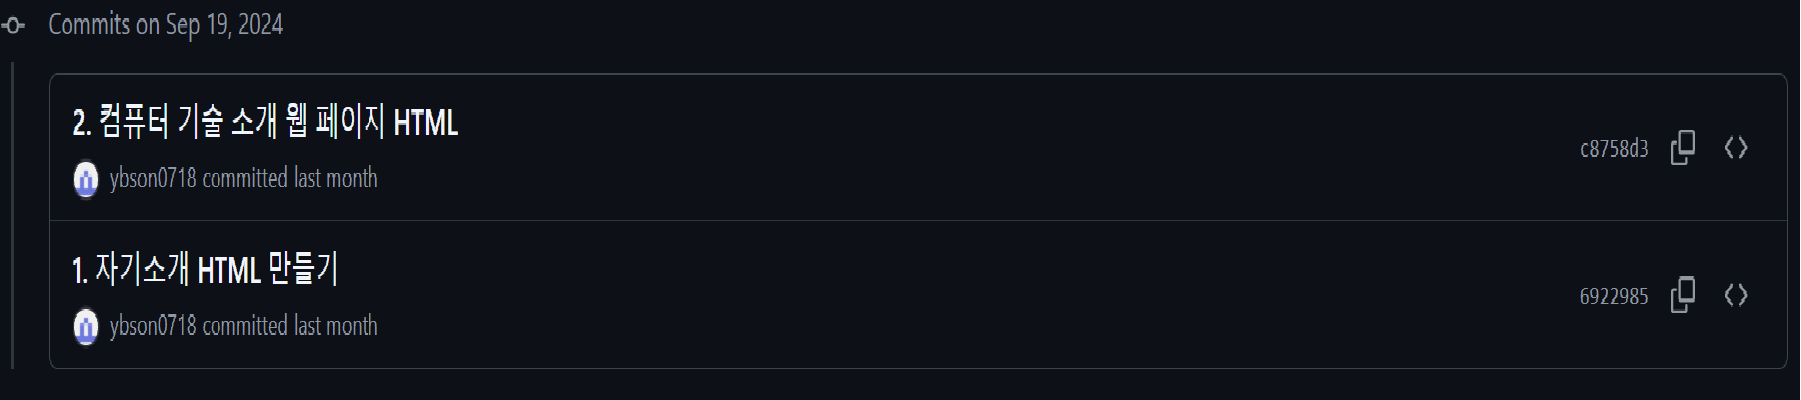 Commits on Sep 19, 2024
2. 컴퓨터 기술 소개 웹 페이지 HTML
c8758d3
ybson0718 committed last month
1. 자기소개 HTML 만들기
6922985
ybson0718 committed last month